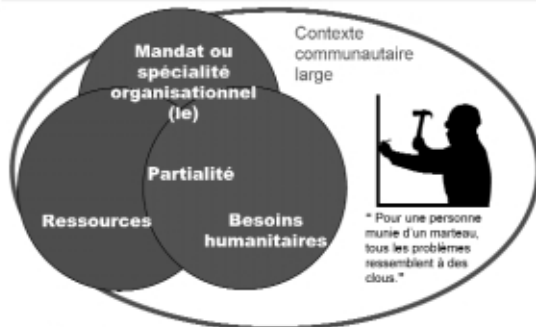 Mandat ou
spécialité
organisationnel
(le)
Contexte
communautaire
large
Partialité
Ressources
Besoins
humanitaires
" Pour une personne
munie d'un marteau,
tous les problèmes
ressemblent à des
clous."